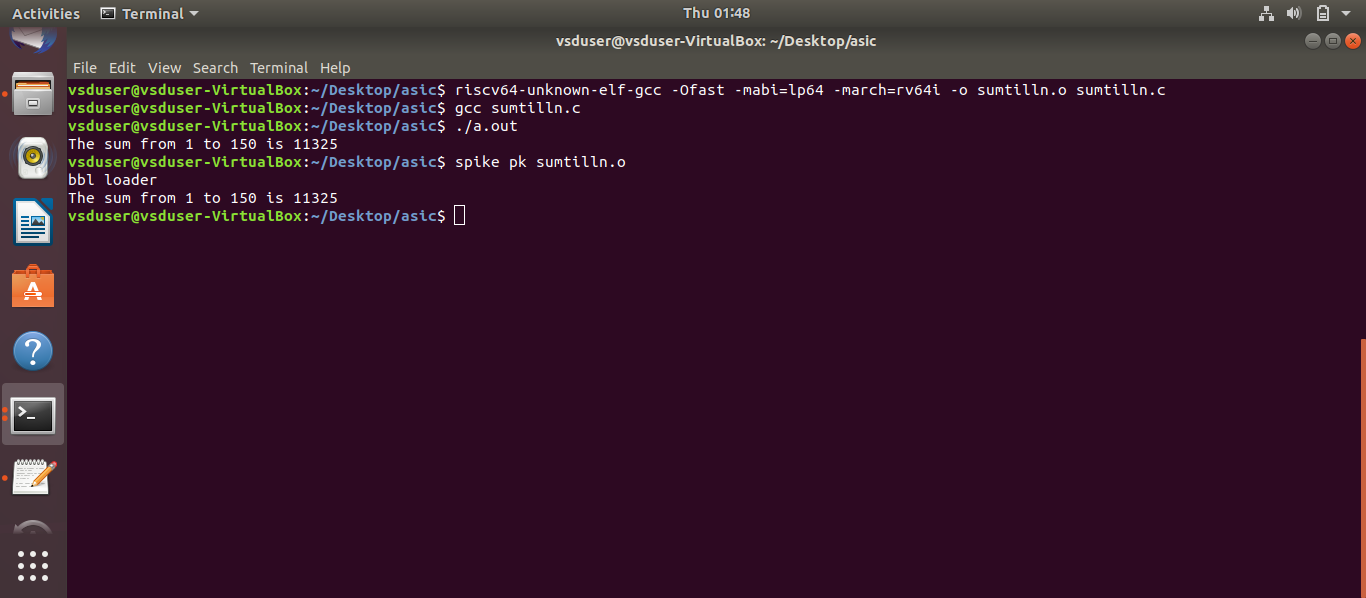 Activities Terminal Thu 01:48
vsduser@vsduser-VirtualBox: ~/Desktop/asic
File Edit View Search Terminal Help
vsduser@vsduser-VirtualBox:~/Desktop/asic$ riscv64-unknown-elf-gcc -Ofast -mabi=lp64 -march=rv64i -o sumtilln.o sumtilln.c
vsduser@vsduser-VirtualBox:~/Desktop/asic$ gcc sumtilln.c
vsduser@vsduser-VirtualBox:~/Desktop/asic$ ./a.out
The sum from 1 to 150 is 11325
vsduser@vsduser-VirtualBox:~/Desktop/asic$ spike pk sumtilln.o
bbl loader
The sum from 1 to 150 is 11325
vsduser@vsduser-VirtualBox:~/Desktop/asic$